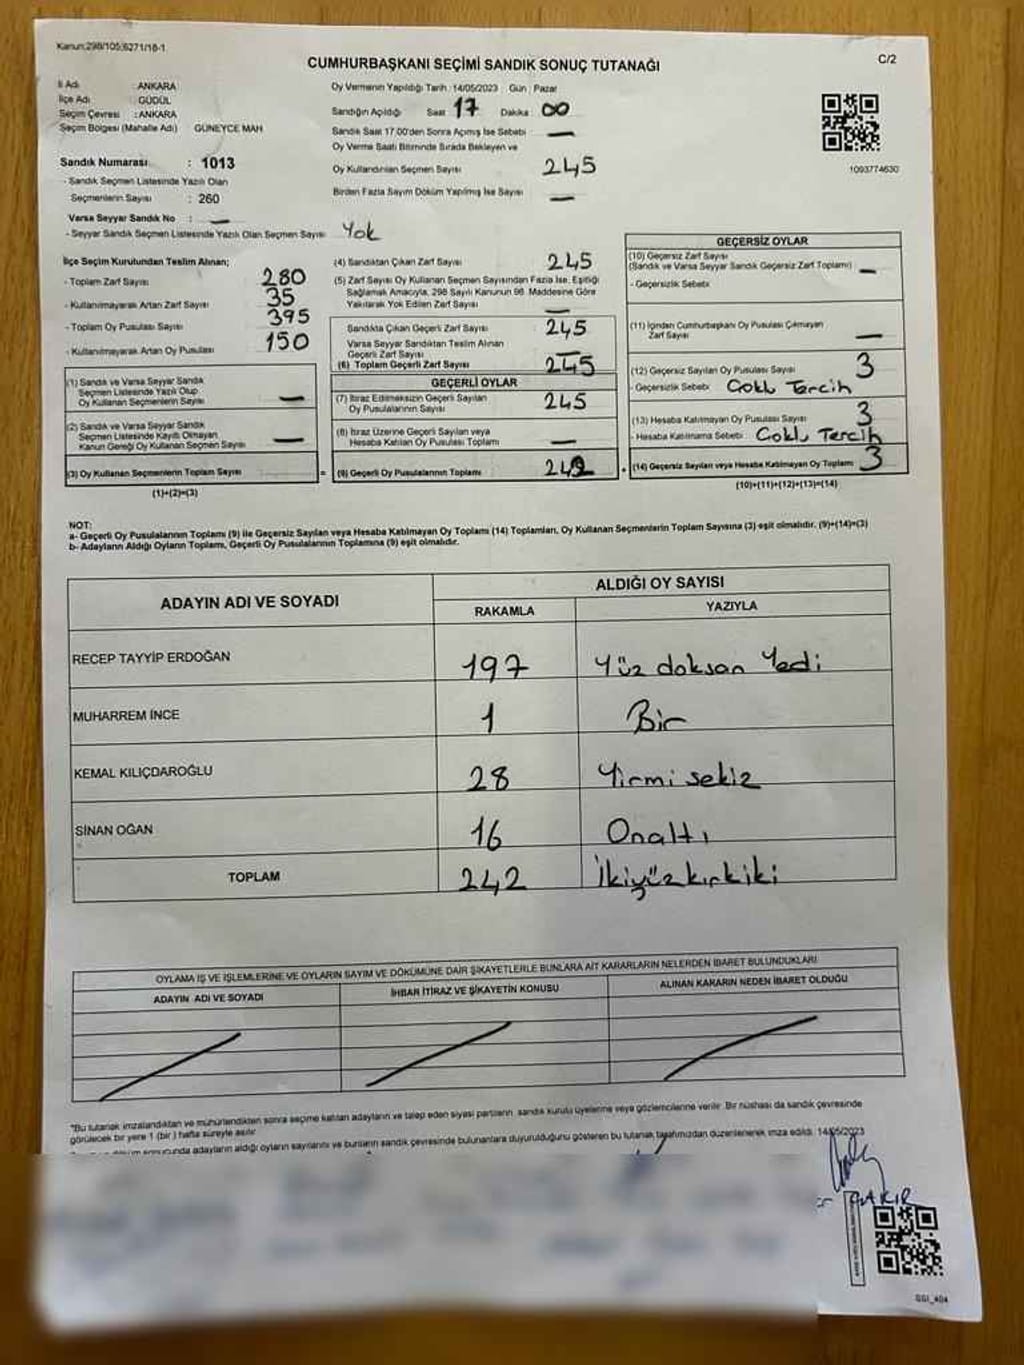 Kanun:298/105;6271/18-1
C/2
CUMHURBAŞKANI SEÇİMİ SANDIK SONUÇ TUTANAĞI
İl Adı : ANKARA
İlçe Adı : GÜDÜL
Seçim Çevresi : ANKARA
Seçim Bölgesi (Mahalle Adı) GÜNEYCE MAH
Oy Vermenin Yapıldığı Tarih :14/05/2023 Gün : Pazar
Sandığın Açıldığı Saat 17 Dakika : 00
Sandık Saat 17.00'den Sonra Açılmış İse Sebebi : —
Oy Verme Saati Bitiminde Sırada Bekleyen ve
Oy Kullandırılan Seçmen Sayısı 245
Birden Fazla Sayım Döküm Yapılmış İse Sayısı —
1093774630
Sandık Numarası : 1013
- Sandık Seçmen Listesinde Yazılı Olan
Seçmenlerin Sayısı : 260
Varsa Seyyar Sandık No : —
- Seyyar Sandık Seçmen Listesinde Yazılı Olan Seçmen Sayısı Yok
İlçe Seçim Kurulundan Teslim Alınan;
- Toplam Zarf Sayısı 280
- Kullanılmayarak Artan Zarf Sayısı 35
- Toplam Oy Pusulası Sayısı 395
- Kullanılmayarak Artan Oy Pusulası 150
(1) Sandık ve Varsa Seyyar Sandık
Seçmen Listesinde Yazılı Olup
Oy Kullanan Seçmenlerin Sayısı —
(2) Sandık ve Varsa Seyyar Sandık
Seçmen Listesinde Kayıtlı Olmayan
Kanun Gereği Oy Kullanan Seçmen Sayısı —
(3) Oy Kullanan Seçmenlerin Toplam Sayısı =
(1)+(2)=(3)
(4) Sandıktan Çıkan Zarf Sayısı 245
(5) Zarf Sayısı Oy Kullanan Seçmen Sayısından Fazla İse, Eşitliği
Sağlamak Amacıyla, 298 Sayılı Kanunun 98. Maddesine Göre
Yakılarak Yok Edilen Zarf Sayısı —
Sandıkta Çıkan Geçerli Zarf Sayısı 245
Varsa Seyyar Sandıktan Teslim Alınan
Geçerli Zarf Sayısı —
(6) Toplam Geçerli Zarf Sayısı 245
GEÇERLİ OYLAR
(7) İtiraz Edilmeksizin Geçerli Sayılan
Oy Pusulalarının Sayısı 245
(8) İtiraz Üzerine Geçerli Sayılan veya
Hesaba Katılan Oy Pusulası Toplamı —
(9) Geçerli Oy Pusulalarının Toplamı 242 +
GEÇERSİZ OYLAR
(10) Geçersiz Zarf Sayısı
(Sandık ve Varsa Seyyar Sandık Geçersiz Zarf Toplamı) —
- Geçersizlik Sebebi:
(11) İçinden Cumhurbaşkanı Oy Pusulası Çıkmayan
Zarf Sayısı —
(12) Geçersiz Sayılan Oy Pusulası Sayısı 3
- Geçersizlik Sebebi: Coklu Tercih
(13) Hesaba Katılmayan Oy Pusulası Sayısı 3
- Hesaba Katılmama Sebebi: Coklu Tercih
(14) Geçersiz Sayılan veya Hesaba Katılmayan Oy Toplamı 3
(10)+(11)+(12)+(13)=(14)
NOT:
a- Geçerli Oy Pusulalarının Toplamı (9) ile Geçersiz Sayılan veya Hesaba Katılmayan Oy Toplamı (14) Toplamları, Oy Kullanan Seçmenlerin Toplam Sayısına (3) eşit olmalıdır. (9)+(14)=(3)
b- Adayların Aldığı Oyların Toplamı, Geçerli Oy Pusulalarının Toplamına (9) eşit olmalıdır.
ADAYIN ADI VE SOYADI
ALDIĞI OY SAYISI
RAKAMLA YAZIYLA
RECEP TAYYİP ERDOĞAN 197 Yüz doksan Yedi
MUHARREM İNCE 1 Bir
KEMAL KILIÇDAROĞLU 28 Yirmi sekiz
SİNAN OĞAN 16 Onaltı
TOPLAM 242 İkiyüzkırkiki
OYLAMA İŞ VE İŞLEMLERİNE VE OYLARIN SAYIM VE DÖKÜMÜNE DAİR ŞİKAYETLERLE BUNLARA AİT KARARLARIN NELERDEN İBARET BULUNDUKLARI
ADAYIN ADI VE SOYADI İHBAR İTİRAZ VE ŞİKAYETİN KONUSU ALINAN KARARIN NEDEN İBARET OLDUĞU
"Bu tutanak imzalandıktan ve mühürlendikten sonra seçime katılan adayların ve talep eden siyasi partilerin sandık kurulu üyelerine veya gözlemcilerine verilir. Bir nüshası da sandık çevresinde
görülecek bir yere 1 (bir ) hafta süreyle asılır
sonucunda adayların aldığı oyların sayılarını ve bunların sandık çevresinde bulunanlara duyurulduğunu gösteren bu tutanak tarafımızdan düzenlenerek imza edildi. 14/05/2023